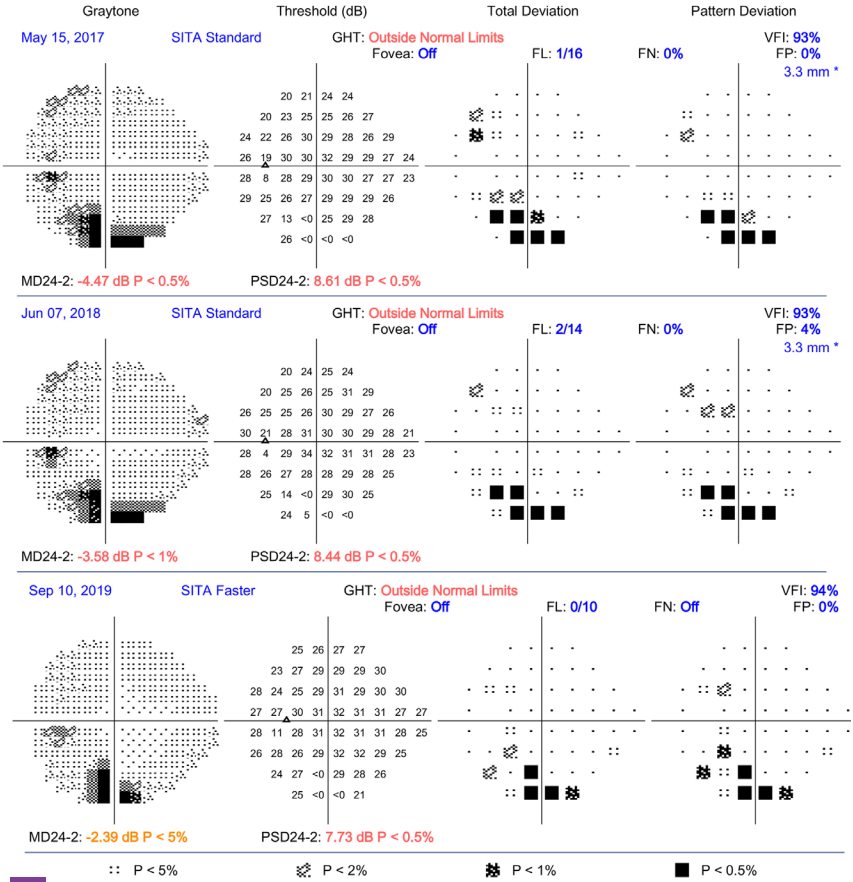 Graytone Threshold (dB) Total Deviation Pattern Deviation
May 15, 2017 SITA Standard GHT: Outside Normal Limits VFI: 93%
Fovea: Off FL: 1/16 FN: 0% FP: 0%
3.3 mm *
20 21 24 24
20 23 25 25 26 27
24 22 26 30 29 28 26 29
26 19 30 30 32 29 29 27 24
28 8 28 29 30 30 27 27 23
29 25 26 27 29 29 29 26
27 13 <0 25 29 28
26 <0 <0 <0
MD24-2: -4.47 dB P < 0.5% PSD24-2: 8.61 dB P < 0.5%
Jun 07, 2018 SITA Standard GHT: Outside Normal Limits VFI: 93%
Fovea: Off FL: 2/14 FN: 0% FP: 4%
3.3 mm *
20 24 25 24
20 25 26 25 31 29
26 25 25 26 30 29 27 26
30 21 28 31 30 30 29 28 21
28 4 29 34 32 31 31 28 23
28 26 27 28 28 29 28 25
25 14 <0 29 30 25
24 5 <0 <0
MD24-2: -3.58 dB P < 1% PSD24-2: 8.44 dB P < 0.5%
Sep 10, 2019 SITA Faster GHT: Outside Normal Limits VFI: 94%
Fovea: Off FL: 0/10 FN: Off FP: 0%
25 26 27 27
23 27 29 29 29 30
28 24 25 29 31 29 30 30
27 27 30 31 32 31 31 27 27
28 11 28 31 32 31 31 28 25
26 28 26 29 32 32 29 25
24 27 <0 29 28 26
25 <0 <0 21
MD24-2: -2.39 dB P < 5% PSD24-2: 7.73 dB P < 0.5%
P < 5% P < 2% P < 1% P < 0.5%